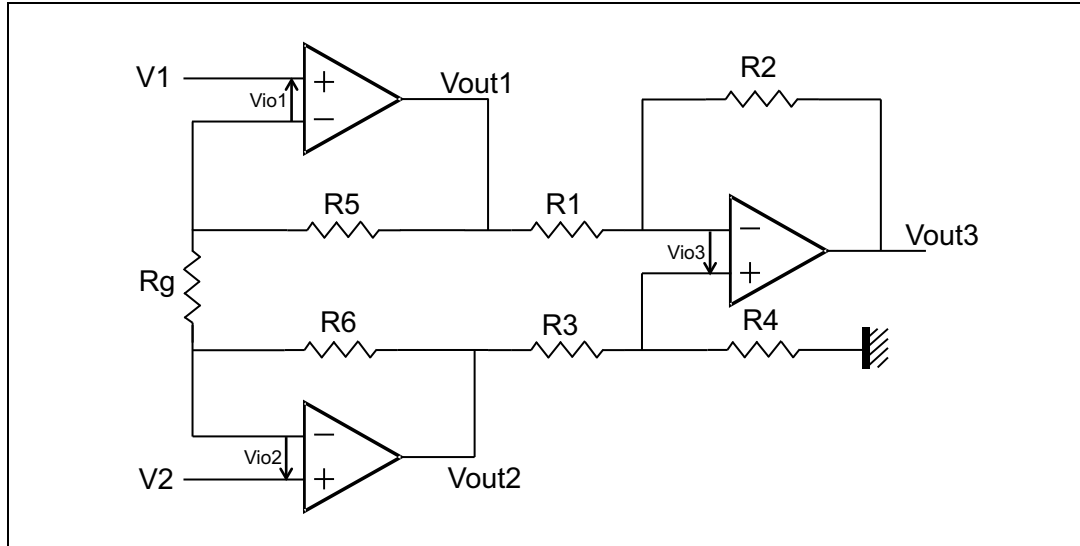 V1
Vio1
+
−
Vout1
R2
R5
R1
−
+
Vio3
Vout3
Rg
R6
R3
R4
−
+
Vio2
V2
Vout2